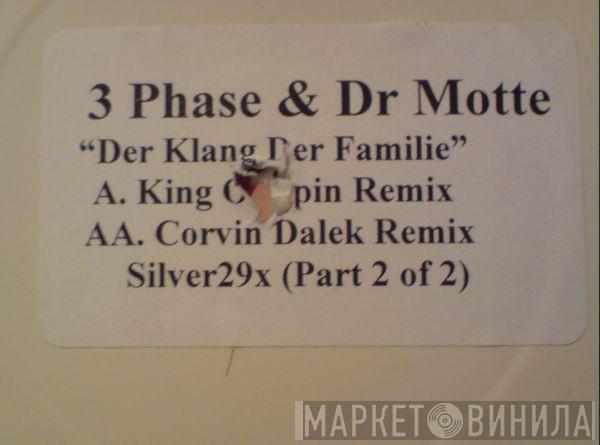 3 Phase & Dr Motte
“Der Klang Der Familie”
A. King pin Remix
AA. Corvin Dalek Remix
Silver29x (Part 2 of 2)
МАРКЕТ ВИНИЛА